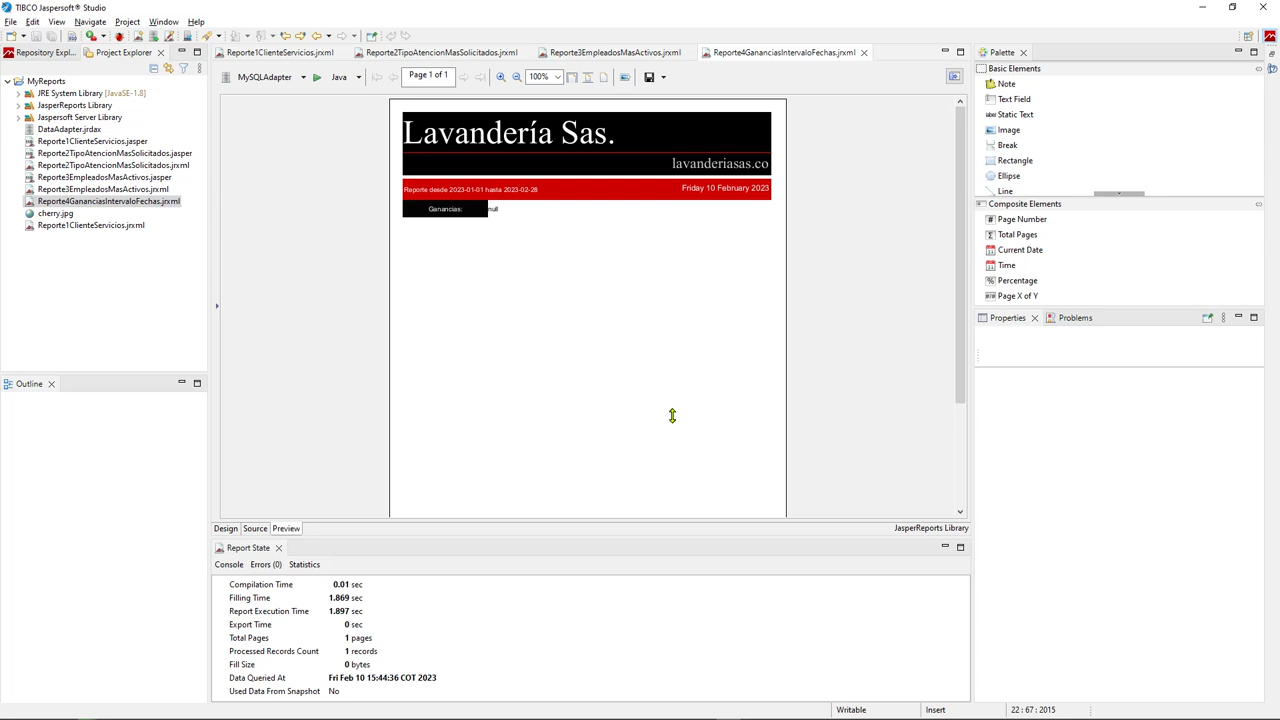 TIBCO Jaspersoft® Studio
File Edit View Navigate Project Window Help
Repository Expl... Project Explorer
MyReports
JRE System Library [JavaSE-1.8]
JasperReports Library
Jaspersoft Server Library
DataAdapter.jrdax
Reporte1ClienteServicios.jasper
Reporte2TipoAtencionMasSolicitados.jasper
Reporte2TipoAtencionMasSolicitados.jrxml
Reporte3EmpleadosMasActivos.jasper
Reporte3EmpleadosMasActivos.jrxml
Reporte4GananciasIntervaloFechas.jrxml
cherry.jpg
Reporte1ClienteServicios.jrxml
Outline
Reporte1ClienteServicios.jrxml Reporte2TipoAtencionMasSolicitados.jrxml Reporte3EmpleadosMasActivos.jrxml Reporte4GananciasIntervaloFechas.jrxml
MySQLAdapter Java Page 1 of 1 100%
Lavandería Sas.
lavanderiasas.co
Reporte desde 2023-01-01 hasta 2023-02-28 Friday 10 February 2023
Ganancias: null
Design Source Preview JasperReports Library
Report State
Console Errors (0) Statistics
Compilation Time 0.01 sec
Filling Time 1.869 sec
Report Execution Time 1.897 sec
Export Time 0 sec
Total Pages 1 pages
Processed Records Count 1 records
Fill Size 0 bytes
Data Queried At Fri Feb 10 15:44:36 COT 2023
Used Data From Snapshot No
Palette
Basic Elements
Note
Text Field
label Static Text
Image
Break
Rectangle
Ellipse
Line
Composite Elements
# Page Number
Σ Total Pages
Current Date
Time
Percentage
Page X of Y
Properties Problems
Writable Insert 22 : 67 : 2015